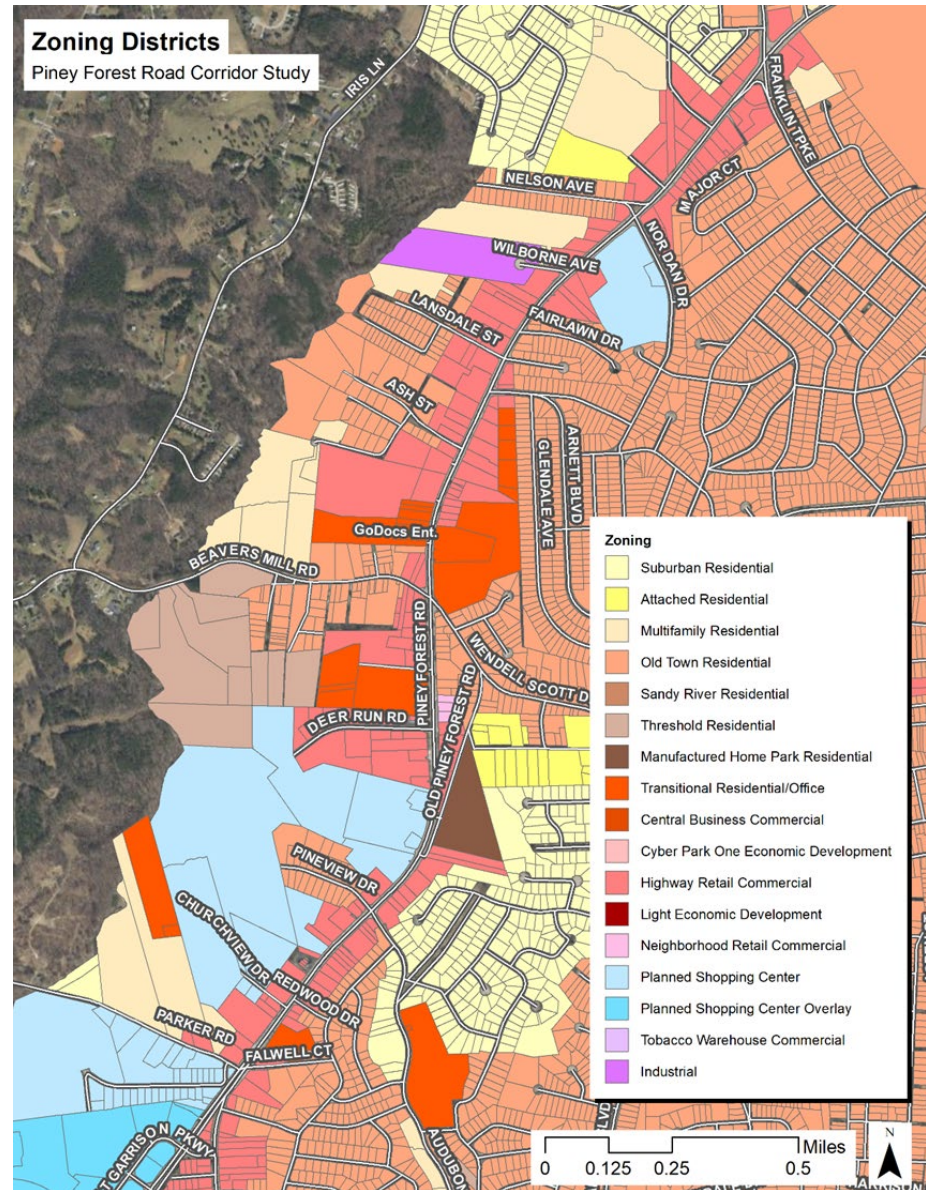 Zoning Districts
Piney Forest Road Corridor Study
IRIS LN
FRANKLIN TPKE
MAJOR CT
NELSON AVE
NOR DAN DR
WILBORNE AVE
FAIRLAWN DR
LANSDALE ST
ASH ST
GLENDALE AVE
ARNETT BLVD
GoDocs Ent.
BEAVERS MILL RD
PINEY FOREST RD
WENDELL SCOTT D
OLD PINEY FOREST RD
DEER RUN RD
PINEVIEW DR
CHURCHVIEW DR
REDWOOD DR
PARKER RD
FALWELL CT
T GARRISON PKWY
AUDUBON
LVD
HARRISON
Zoning
Suburban Residential
Attached Residential
Multifamily Residential
Old Town Residential
Sandy River Residential
Threshold Residential
Manufactured Home Park Residential
Transitional Residential/Office
Central Business Commercial
Cyber Park One Economic Development
Highway Retail Commercial
Light Economic Development
Neighborhood Retail Commercial
Planned Shopping Center
Planned Shopping Center Overlay
Tobacco Warehouse Commercial
Industrial
Miles
0 0.125 0.25 0.5
N